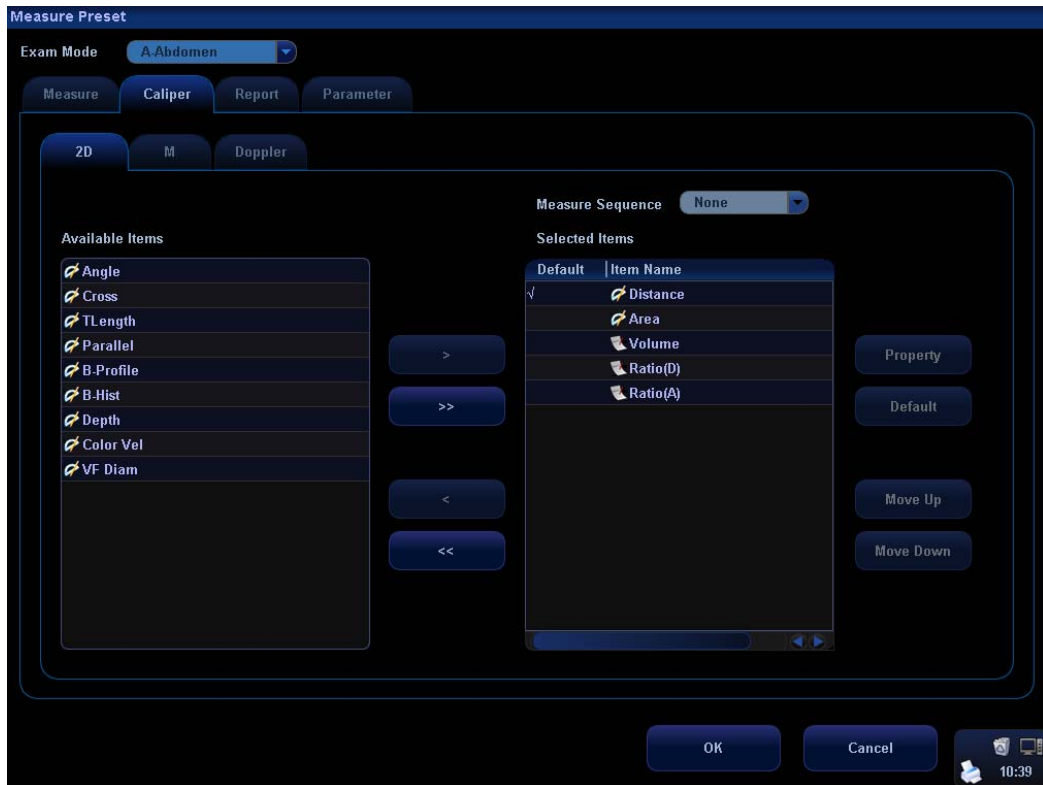 Measure Preset
Exam Mode A-Abdomen
Measure Caliper Report Parameter
2D M Doppler
Measure Sequence None
Available Items
Angle
Cross
TLength
Parallel
B-Profile
B-Hist
Depth
Color Vel
VF Diam
>
>>
<
<<
Selected Items
Default Item Name
√ Distance
Area
Volume
Ratio(D)
Ratio(A)
Property
Default
Move Up
Move Down
OK Cancel
10:39